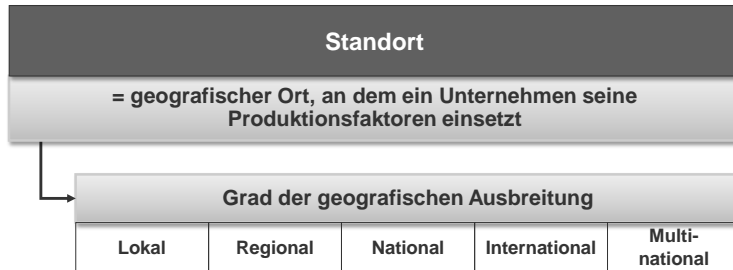 Standort
= geografischer Ort, an dem ein Unternehmen seine
Produktionsfaktoren einsetzt
Grad der geografischen Ausbreitung
Lokal
Regional
National
International
Multi-
national